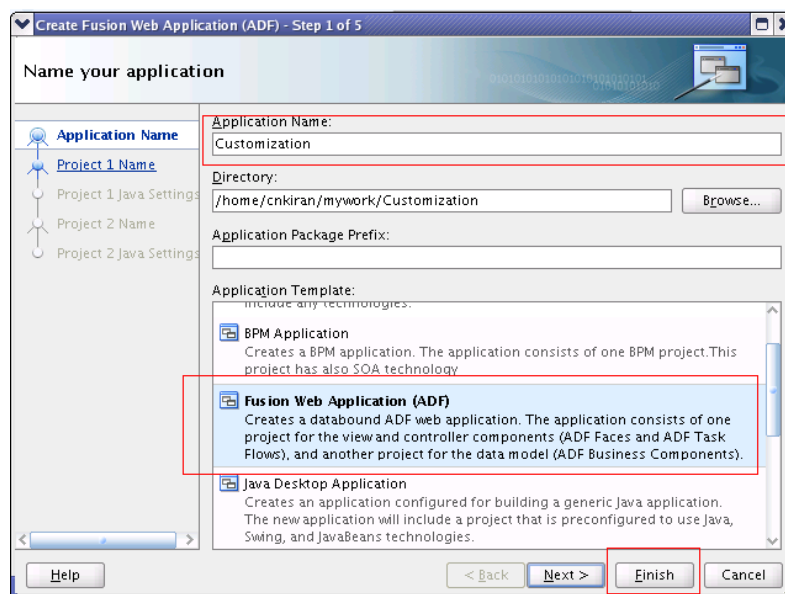 Create Fusion Web Application (ADF) - Step 1 of 5
Name your application
Application Name
Project 1 Name
Project 1 Java Settings
Project 2 Name
Project 2 Java Settings
Application Name:
Customization
Directory:
/home/cnkiran/mywork/Customization
Browse...
Application Package Prefix:
Application Template:
include any technologies.
BPM Application
Creates a BPM application. The application consists of one BPM project.This
project has also SOA technology
Fusion Web Application (ADF)
Creates a databound ADF web application. The application consists of one
project for the view and controller components (ADF Faces and ADF Task
Flows), and another project for the data model (ADF Business Components).
Java Desktop Application
Creates an application configured for building a generic Java application.
The new application will include a project that is preconfigured to use Java,
Swing, and JavaBeans technologies.
Help
< Back
Next >
Finish
Cancel